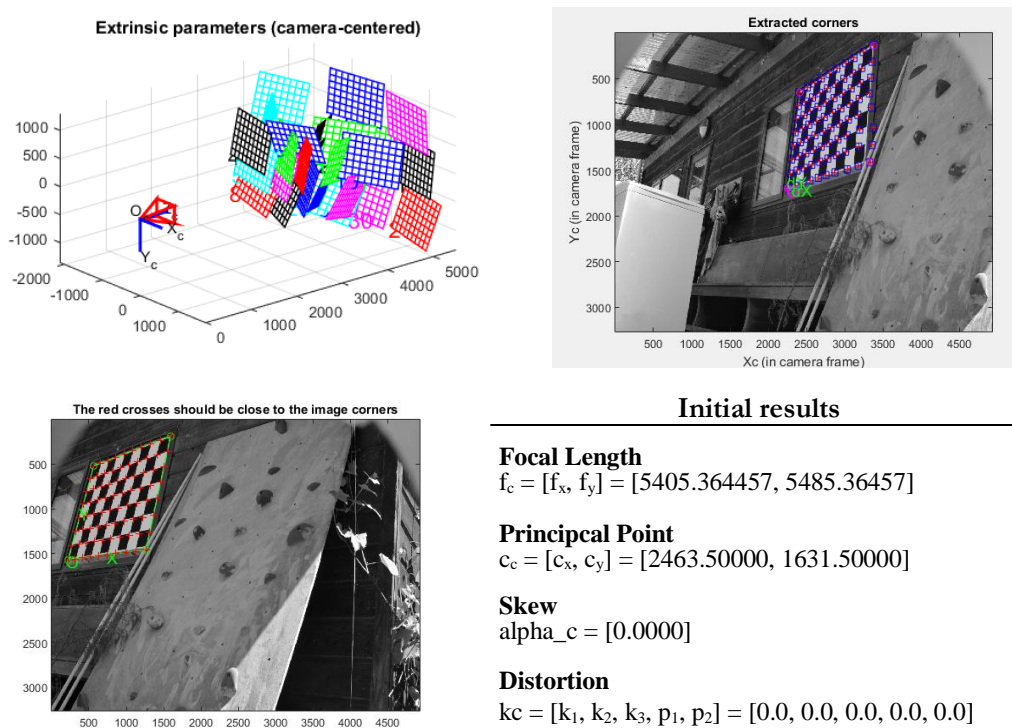 Extrinsic parameters (camera-centered)
1000
500
0
-500
-1000
-2000
-1000
0
1000
0
1000
2000
3000
4000
5000
O
X c
Y c
Extracted corners
500
1000
1500
2000
2500
3000
Yc (in camera frame)
500 1000 1500 2000 2500 3000 3500 4000 4500
Xc (in camera frame)
The red crosses should be close to the image corners
500
1000
1500
2000
2500
3000
O X
500 1000 1500 2000 2500 3000 3500 4000 4500
Initial results
Focal Length
fc = [fx, fy] = [5405.364457, 5485.36457]
Principcal Point
cc = [cx, cy] = [2463.50000, 1631.50000]
Skew
alpha_c = [0.0000]
Distortion
kc = [k1, k2, k3, p1, p2] = [0.0, 0.0, 0.0, 0.0, 0.0]